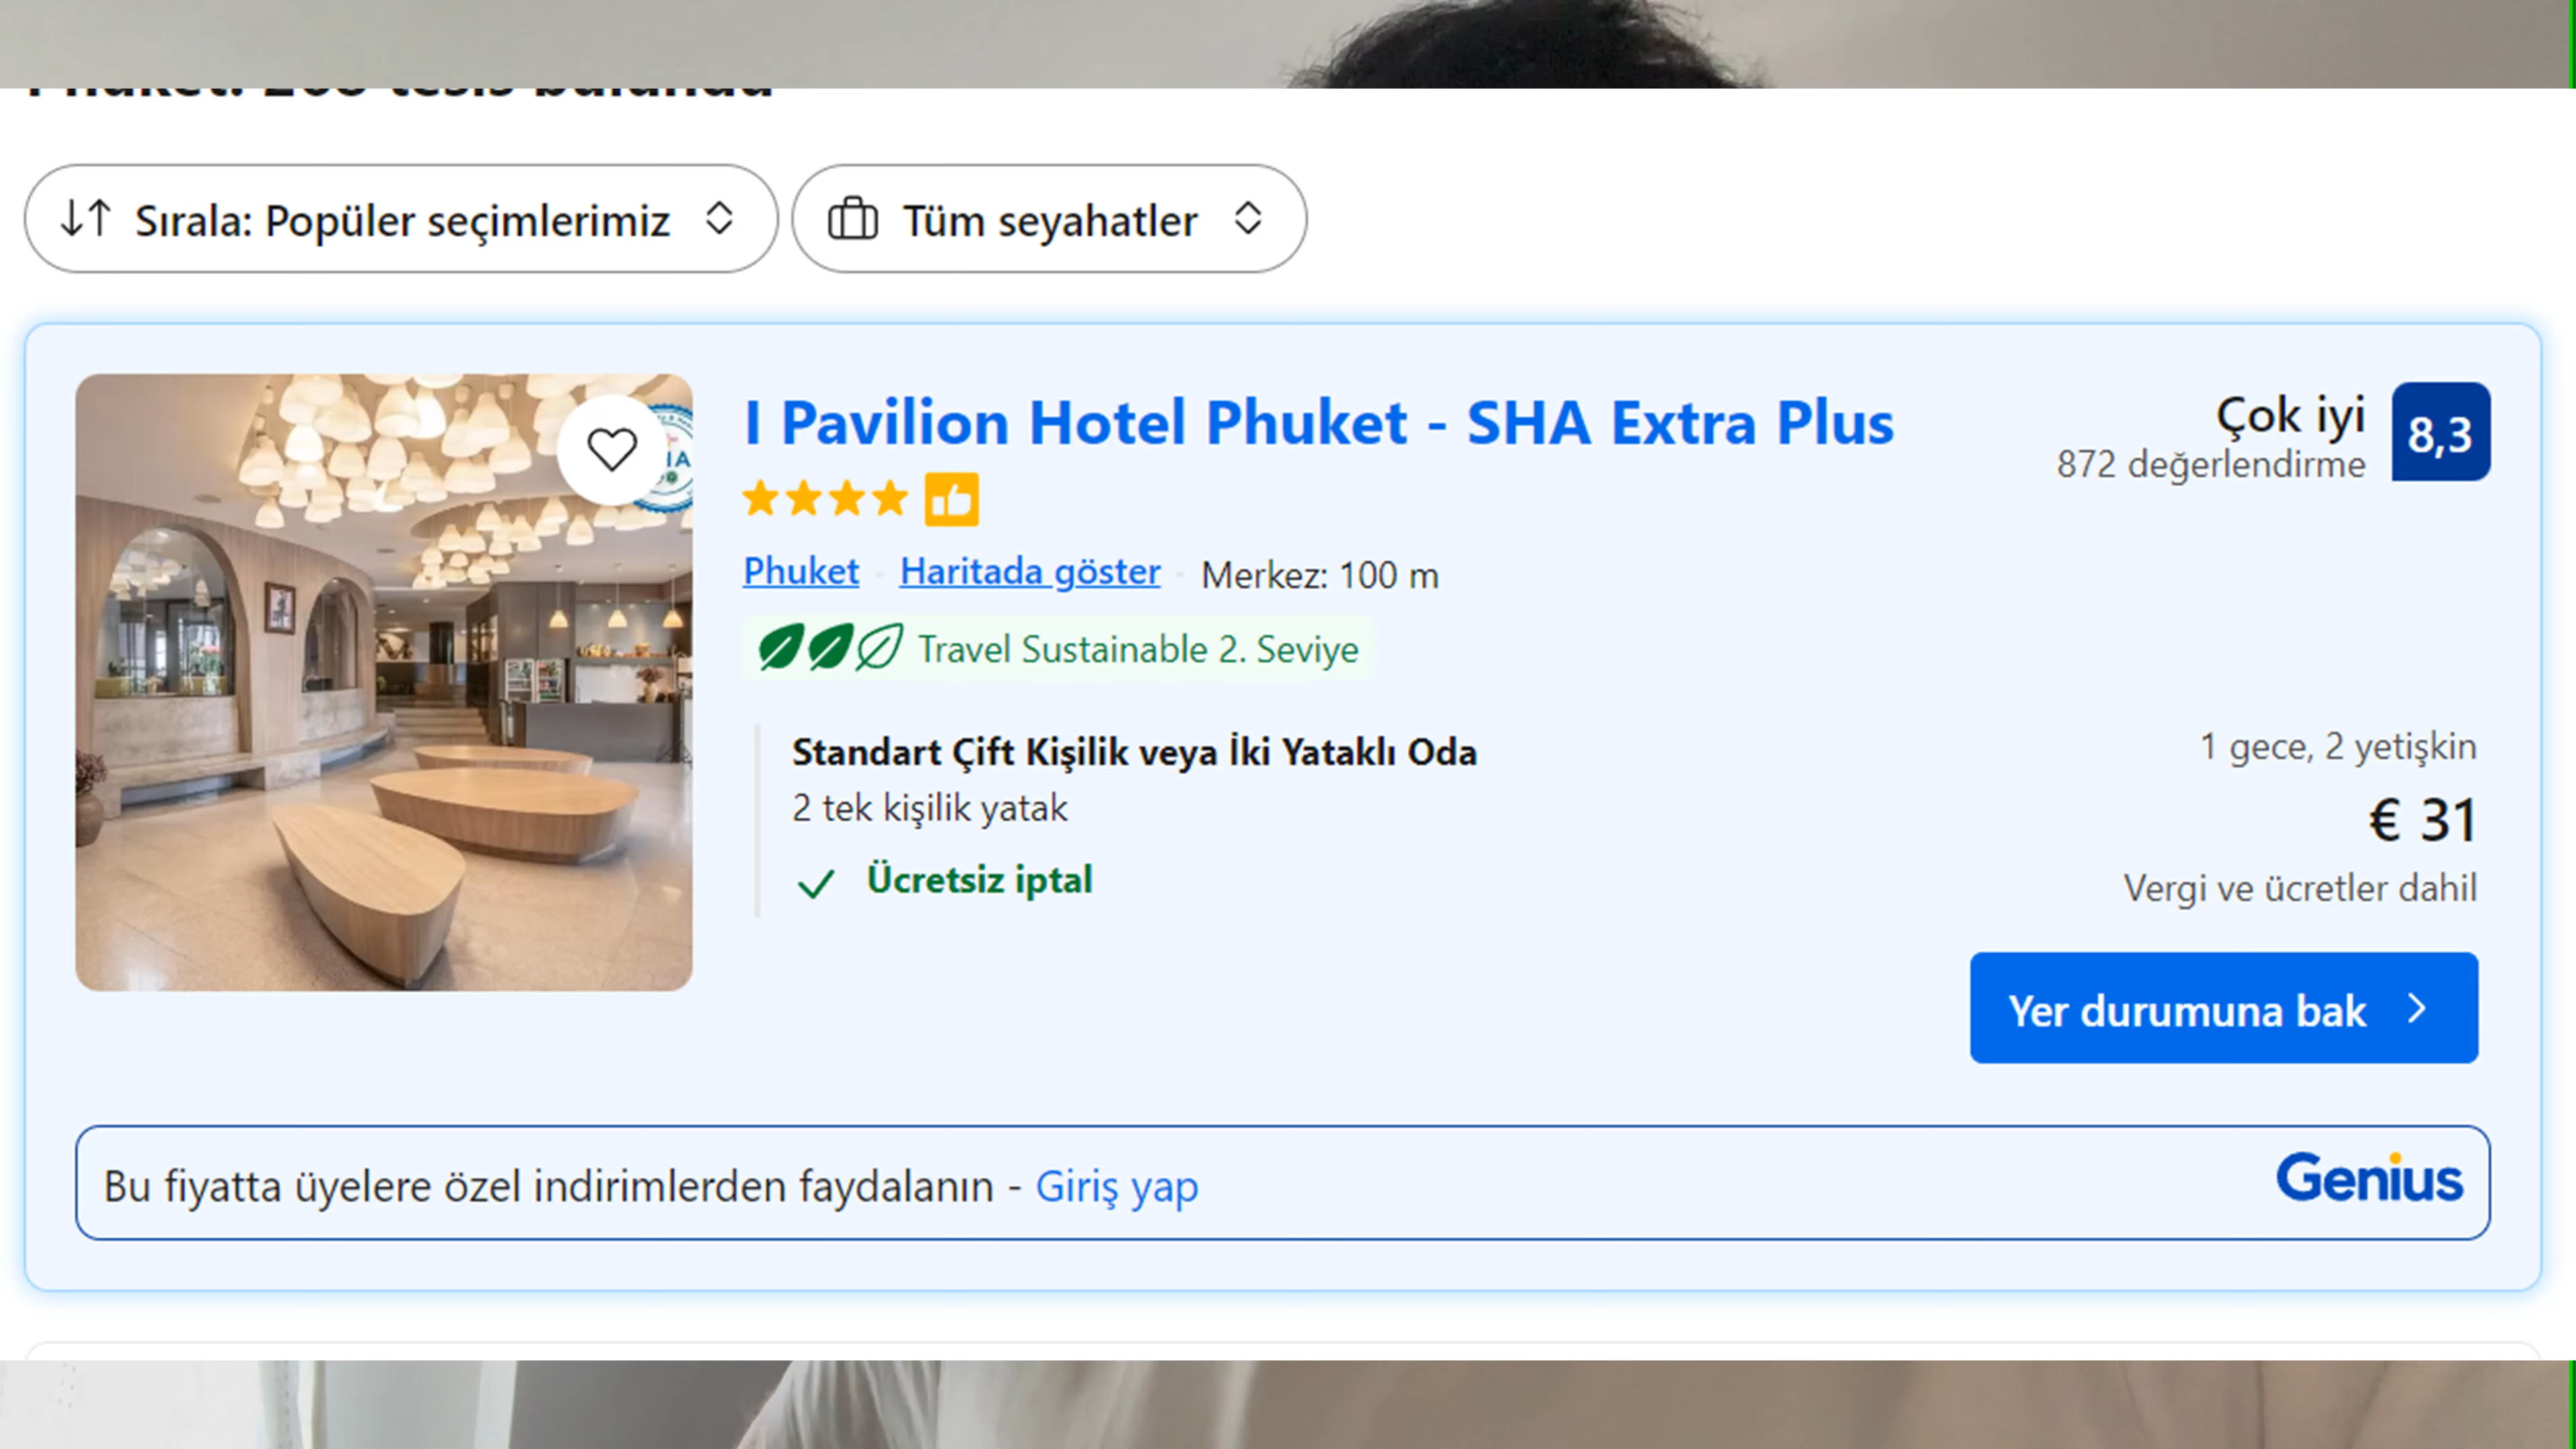 Sırala: Popüler seçimlerimiz
Tüm seyahatler
I Pavilion Hotel Phuket - SHA Extra Plus
Çok iyi
8,3
872 değerlendirme
Phuket · Haritada göster · Merkez: 100 m
Travel Sustainable 2. Seviye
Standart Çift Kişilik veya İki Yataklı Oda
2 tek kişilik yatak
Ücretsiz iptal
1 gece, 2 yetişkin
€ 31
Vergi ve ücretler dahil
Yer durumuna bak
Bu fiyatta üyelere özel indirimlerden faydalanın - Giriş yap
Genius